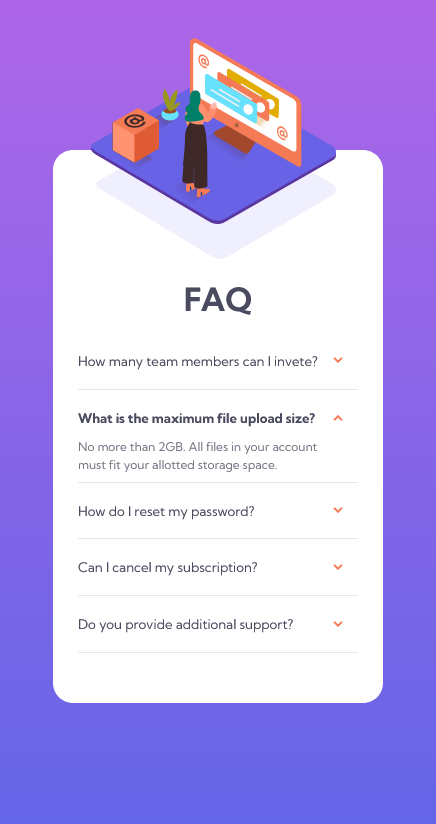 @
@
@
FAQ
How many team members can I invete?
What is the maximum file upload size?
No more than 2GB. All files in your account
must fit your allotted storage space.
How do I reset my password?
Can I cancel my subscription?
Do you provide additional support?